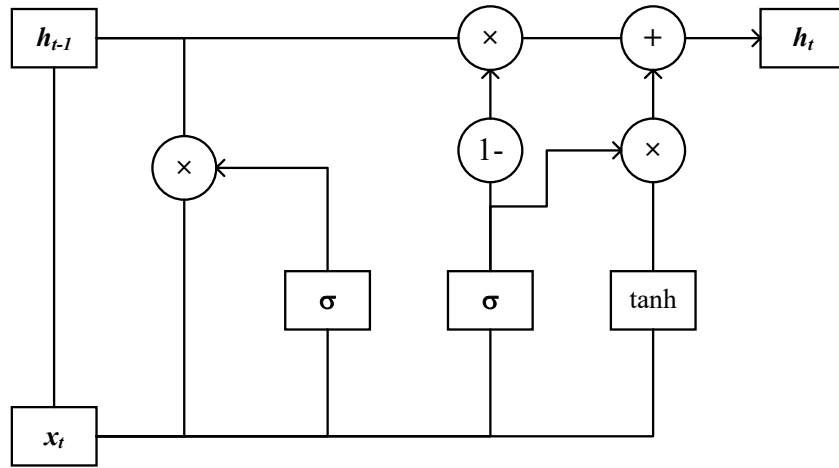 h_{t-1} × + h_t
× 1- ×
σ σ tanh
x_t